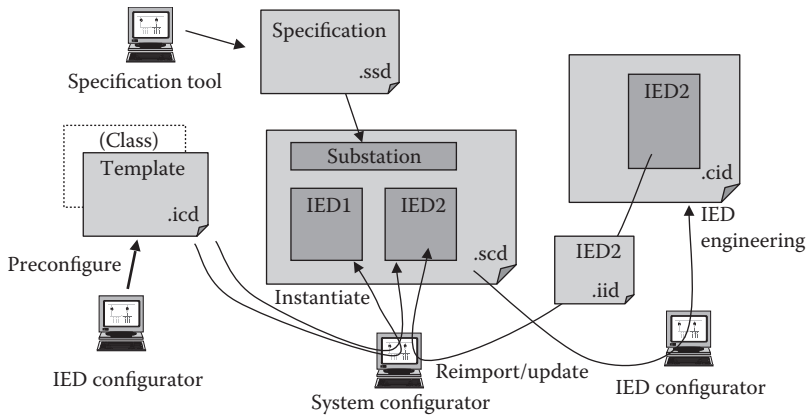 Specification
.ssd
Specification tool
(Class)
Template
.icd
Preconfigure
IED configurator
Substation
IED1
IED2
.scd
Instantiate
System configurator
Reimport/update
IED2
.iid
IED2
.cid
IED
engineering
IED configurator